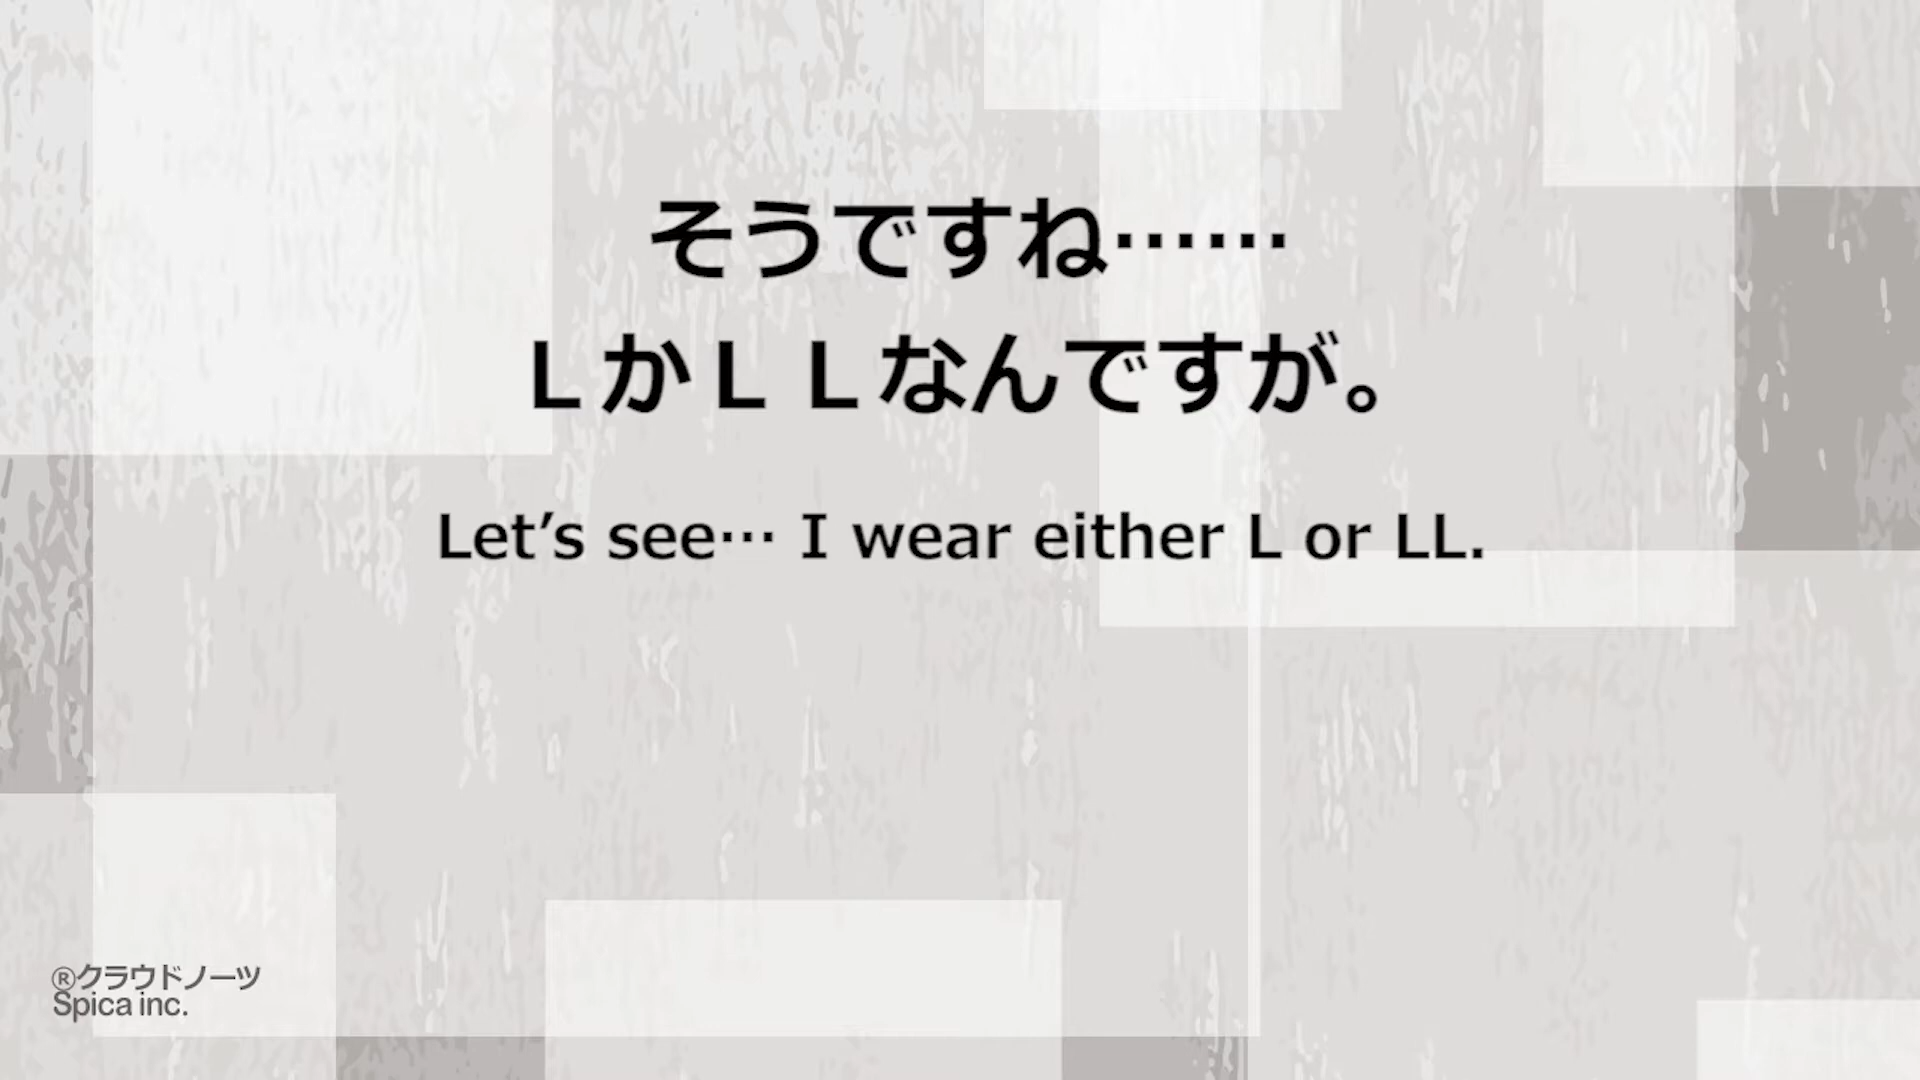 そうですね……
LかLLなんですが。
Let's see… I wear either L or LL.
®クラウドノーツ
Spica inc.